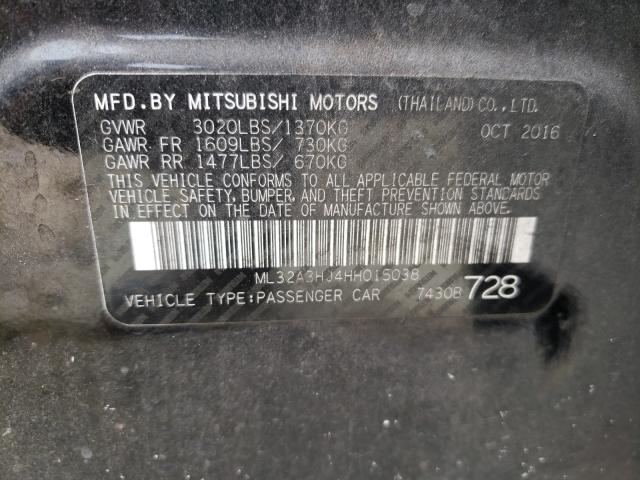 MFD.BY MITSUBISHI MOTORS (THAILAND)CO.,LTD.
GVWR 3020LBS/1370KG OCT 2016
GAWR FR 1609LBS/ 730KG
GAWR RR 1477LBS/ 670KG
THIS VEHICLE CONFORMS TO ALL APPLICABLE FEDERAL MOTOR
VEHICLE SAFETY, BUMPER, AND THEFT PREVENTION STANDARDS
IN EFFECT ON THE DATE OF MANUFACTURE SHOWN ABOVE.
ML32A3HJ4HH015038
VEHICLE TYPE:PASSENGER CAR 7430B 728